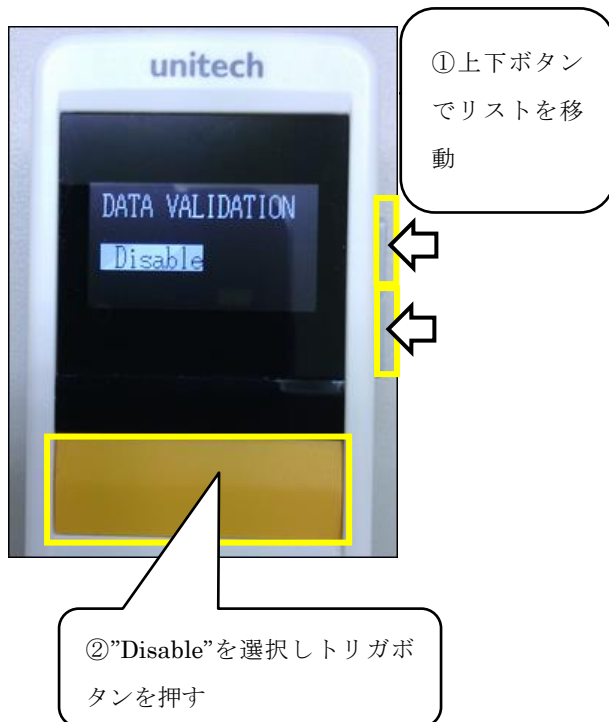 unitech
①上下ボタン
でリストを移
動
DATA VALIDATION
Disable
②”Disable”を選択しトリガボ
タンを押す